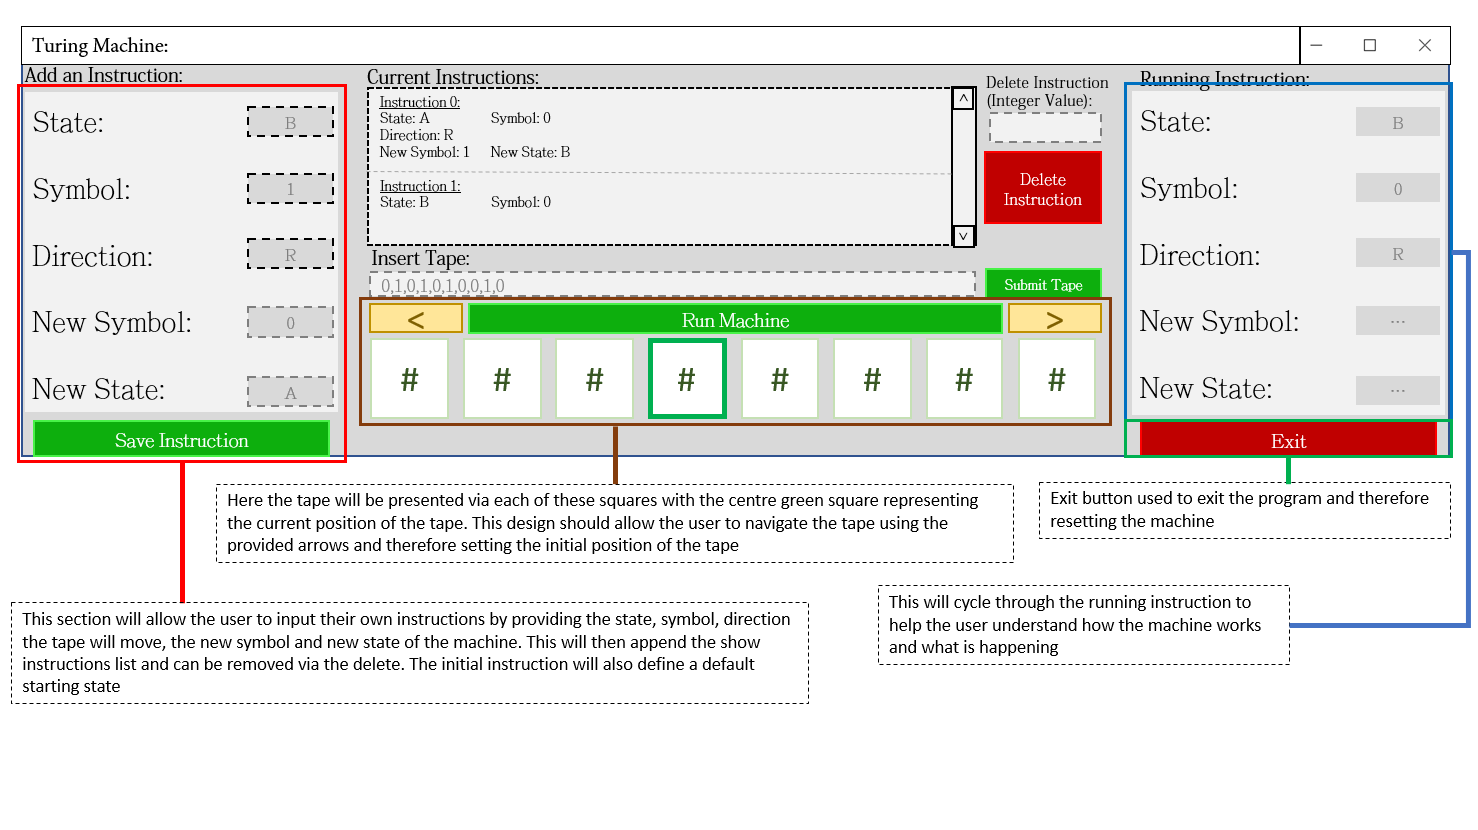 Turing Machine:
Add an Instruction:
State: B
Symbol: 1
Direction: R
New Symbol: 0
New State: A
Save Instruction
Current Instructions:
Instruction 0:
State: A Symbol: 0
Direction: R
New Symbol: 1 New State: B
Instruction 1:
State: B Symbol: 0
Delete Instruction
(Integer Value):
Delete
Instruction
Insert Tape:
0,1,0,1,0,1,0,0,1,0
Submit Tape
< Run Machine >
# # # # # # # #
Running Instruction:
State: B
Symbol: 0
Direction: R
New Symbol: ...
New State: ...
Exit
Here the tape will be presented via each of these squares with the centre green square representing
the current position of the tape. This design should allow the user to navigate the tape using the
provided arrows and therefore setting the initial position of the tape
Exit button used to exit the program and therefore
resetting the machine
This section will allow the user to input their own instructions by providing the state, symbol, direction
the tape will move, the new symbol and new state of the machine. This will then append the show
instructions list and can be removed via the delete. The initial instruction will also define a default
starting state
This will cycle through the running instruction to
help the user understand how the machine works
and what is happening